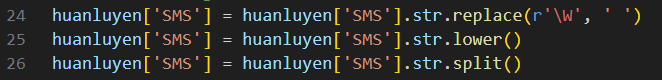 24 huanluyen['SMS'] = huanluyen['SMS'].str.replace(r'\W', ' ')
25 huanluyen['SMS'] = huanluyen['SMS'].str.lower()
26 huanluyen['SMS'] = huanluyen['SMS'].str.split()